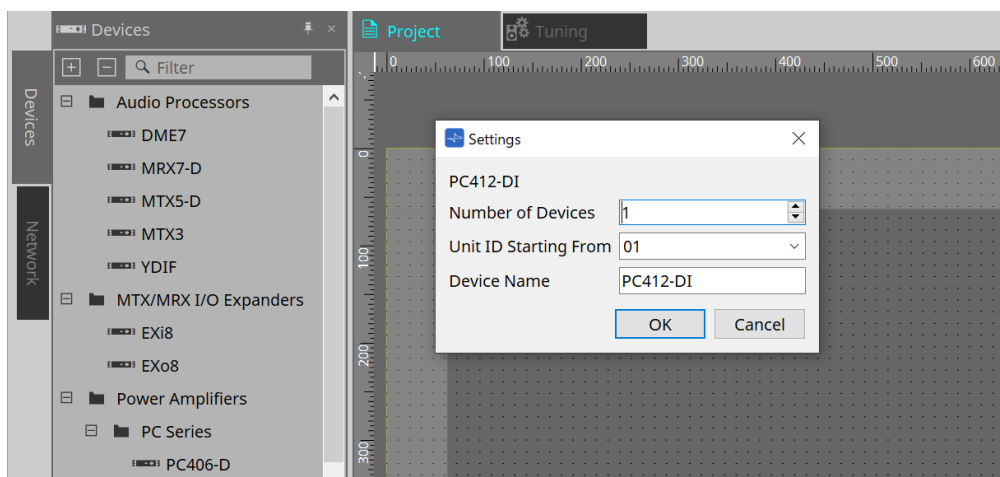 Devices
Project
Tuning
Filter
0 100 200 300 400 500 600
Devices
Network
Audio Processors
DME7
MRX7-D
MTX5-D
MTX3
YDIF
MTX/MRX I/O Expanders
EXi8
EXo8
Power Amplifiers
PC Series
PC406-D
0
100
200
300
Settings
PC412-DI
Number of Devices 1
Unit ID Starting From 01
Device Name PC412-DI
OK Cancel